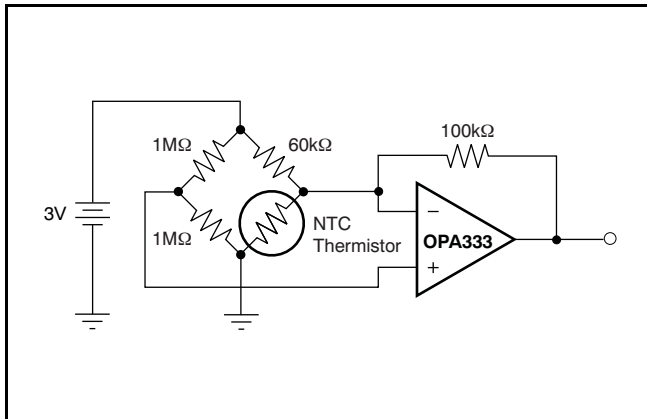 100kΩ
1MΩ
60kΩ
3V
1MΩ
NTC
Thermistor
−
OPA333
+